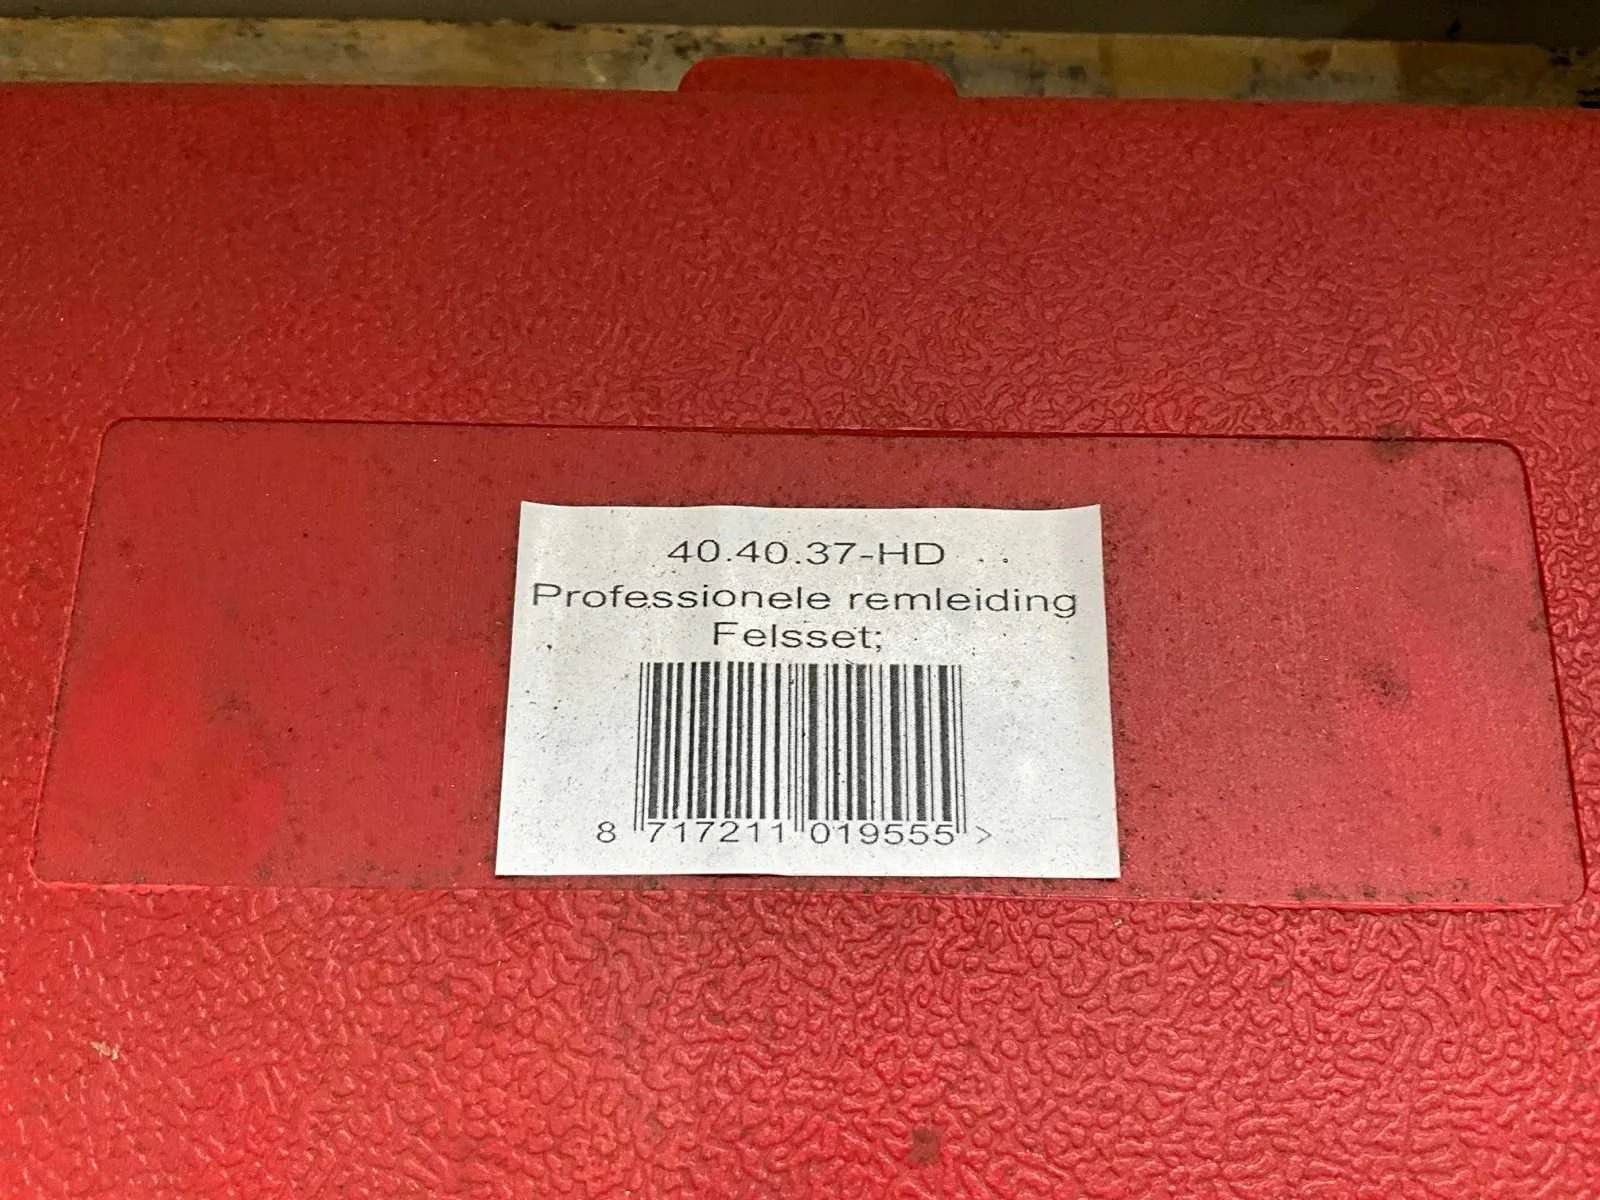 40.40.37-HD
Professionele remleiding
Felsset;
8 717211 019555 >